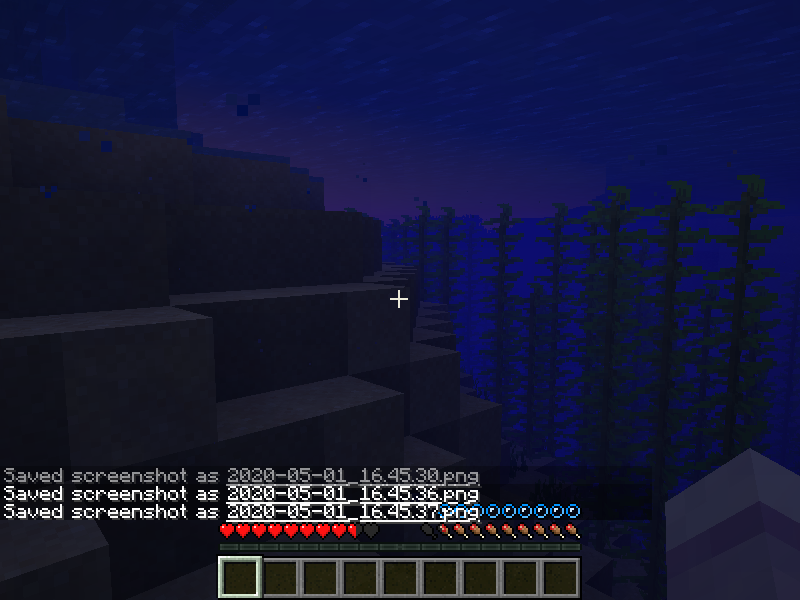 Saved screenshot as 2020-05-01_16.45.30.png
Saved screenshot as 2020-05-01_16.45.36.png
Saved screenshot as 2020-05-01_16.45.37.png